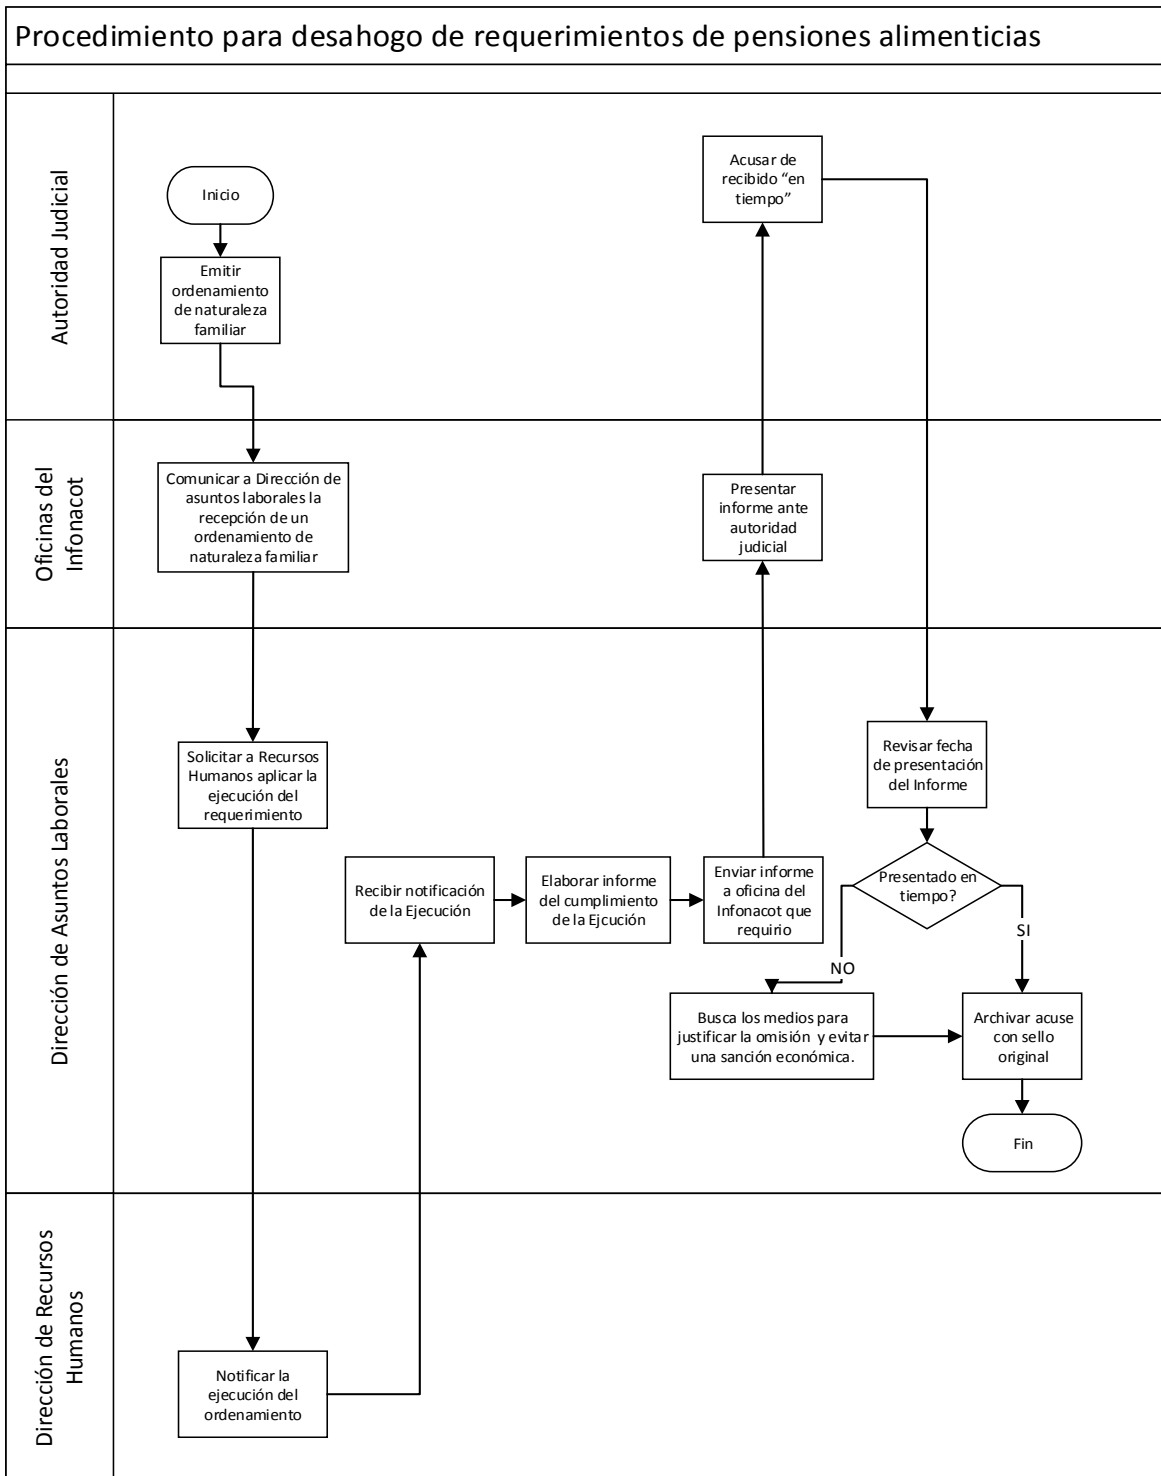 Procedimiento para desahogo de requerimientos de pensiones alimenticias
Autoridad Judicial
Inicio
Emitir
ordenamiento
de naturaleza
familiar
Acusar de
recibido “en
tiempo”
Oficinas del
Infonacot
Comunicar a Dirección de
asuntos laborales la
recepción de un
ordenamiento de
naturaleza familiar
Presentar
informe ante
autoridad
judicial
Dirección de Asuntos Laborales
Solicitar a Recursos
Humanos aplicar la
ejecución del
requerimiento
Recibir notificación
de la Ejecución
Elaborar informe
del cumplimiento
de la Ejcución
Enviar informe
a oficina del
Infonacot que
requirio
Revisar fecha
de presentación
del Informe
Presentado en
tiempo?
SI
NO
Busca los medios para
justificar la omisión y evitar
una sanción económica.
Archivar acuse
con sello
original
Fin
Dirección de Recursos
Humanos
Notificar la
ejecución del
ordenamiento